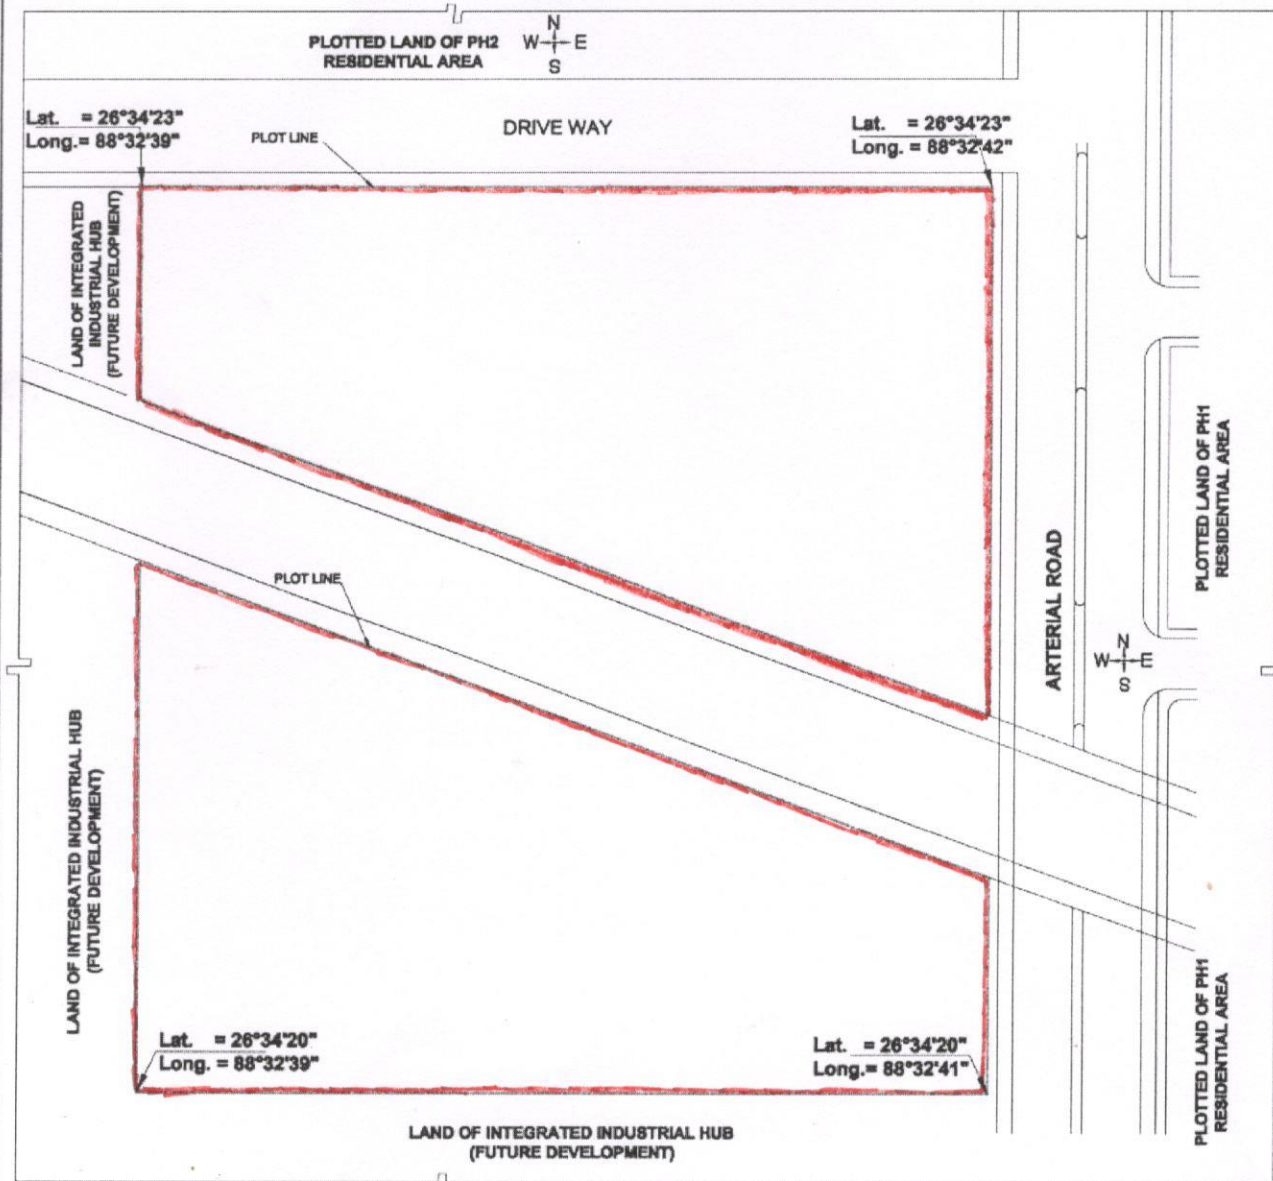 PLOTTED LAND OF PH2
RESIDENTIAL AREA
N
W E
S
Lat. = 26°34'23"
Long.= 88°32'39"
PLOT LINE
DRIVE WAY
Lat. = 26°34'23"
Long. = 88°32'42"
LAND OF INTEGRATED
INDUSTRIAL HUB
(FUTURE DEVELOPMENT)
PLOTTED LAND OF PH1
RESIDENTIAL AREA
PLOT LINE
ARTERIAL ROAD
N
W E
S
LAND OF INTEGRATED INDUSTRIAL HUB
(FUTURE DEVELOPMENT)
Lat. = 26°34'20"
Long. = 88°32'39"
Lat. = 26°34'20"
Long.= 88°32'41"
PLOTTED LAND OF PH1
RESIDENTIAL AREA
LAND OF INTEGRATED INDUSTRIAL HUB
(FUTURE DEVELOPMENT)